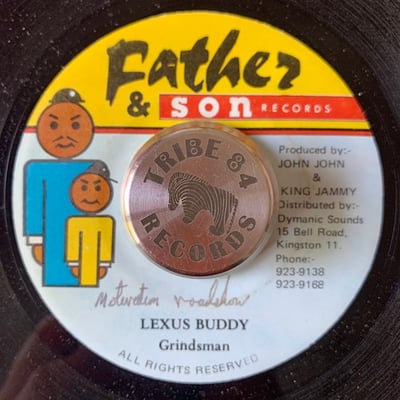 Father
& son RECORDS
TRIBE 84
RECORDS
Produced by:-
JOHN JOHN
&
KING JAMMY
Distributed by:-
Dymanic Sounds
15 Bell Road,
Kingston 11.
Phone:-
923-9138
923-9168
roadshow
LEXUS BUDDY
Grindsman
ALL RIGHTS RESERVED